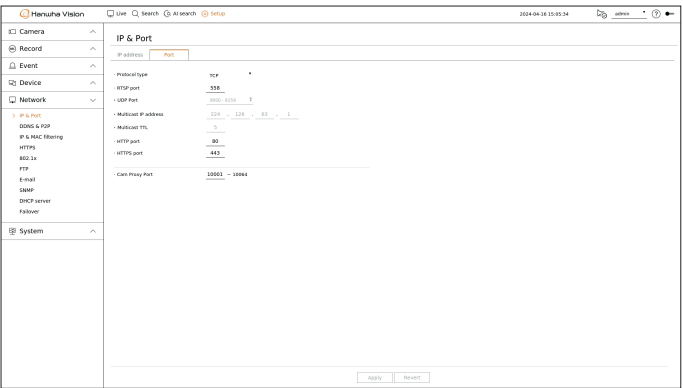 Hanwha Vision
Live Search AI search Setup
2024-04-16 15:05:34
admin
?
Camera
Record
Event
Device
Network
IP & Port
DDNS & P2P
IP & MAC filtering
HTTPS
802.1x
FTP
E-mail
SNMP
DHCP server
Failover
System
IP & Port
IP address Port
· Protocol type TCP
· RTSP port 558
· UDP Port 8000 - 8250
· Multicast IP address 224 . 126 . 63 . 1
· Multicast TTL 5
· HTTP port 80
· HTTPS port 443
· Cam Proxy Port 10001 ~ 10064
Apply Revert